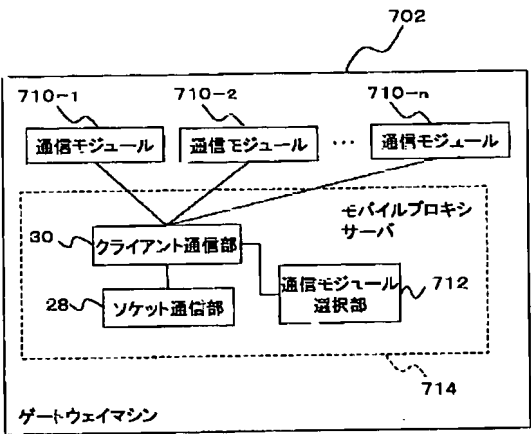 702
710~1
710-2
710-n
通信モジュール
通信モジュール
…
通信モジュール
モバイルプロキシ
サーバ
30
クライアント通信部
28
ソケット通信部
通信モジュール
選択部
712
714
ゲートウェイマシン